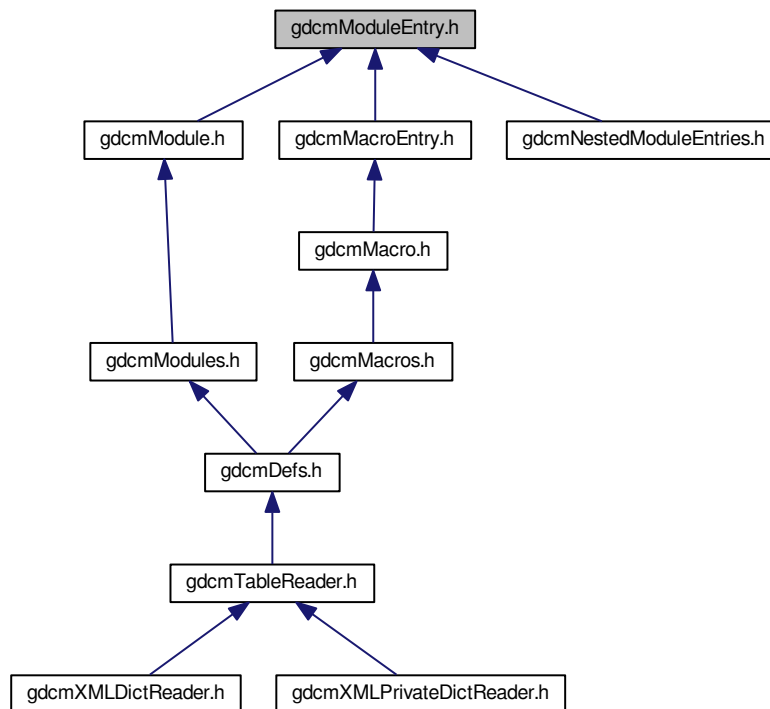 gdcmModuleEntry.h
gdcmModule.h
gdcmMacroEntry.h
gdcmNestedModuleEntries.h
gdcmMacro.h
gdcmModules.h
gdcmMacros.h
gdcmDefs.h
gdcmTableReader.h
gdcmXMLDictReader.h
gdcmXMLPrivateDictReader.h